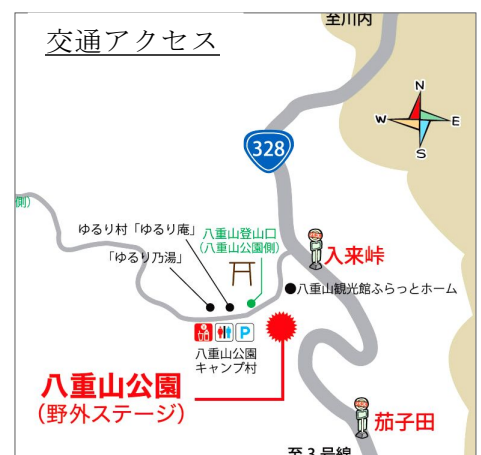 交通アクセス
至川内
N
W
E
S
328
側）
ゆるり村「ゆるり庵」
八重山登山口
（八重山公園側）
「ゆるり乃湯」
入来峠
八重山観光館ふらっとホーム
P
八重山公園
キャンプ村
八重山公園
（野外ステージ）
茄子田
至３号線